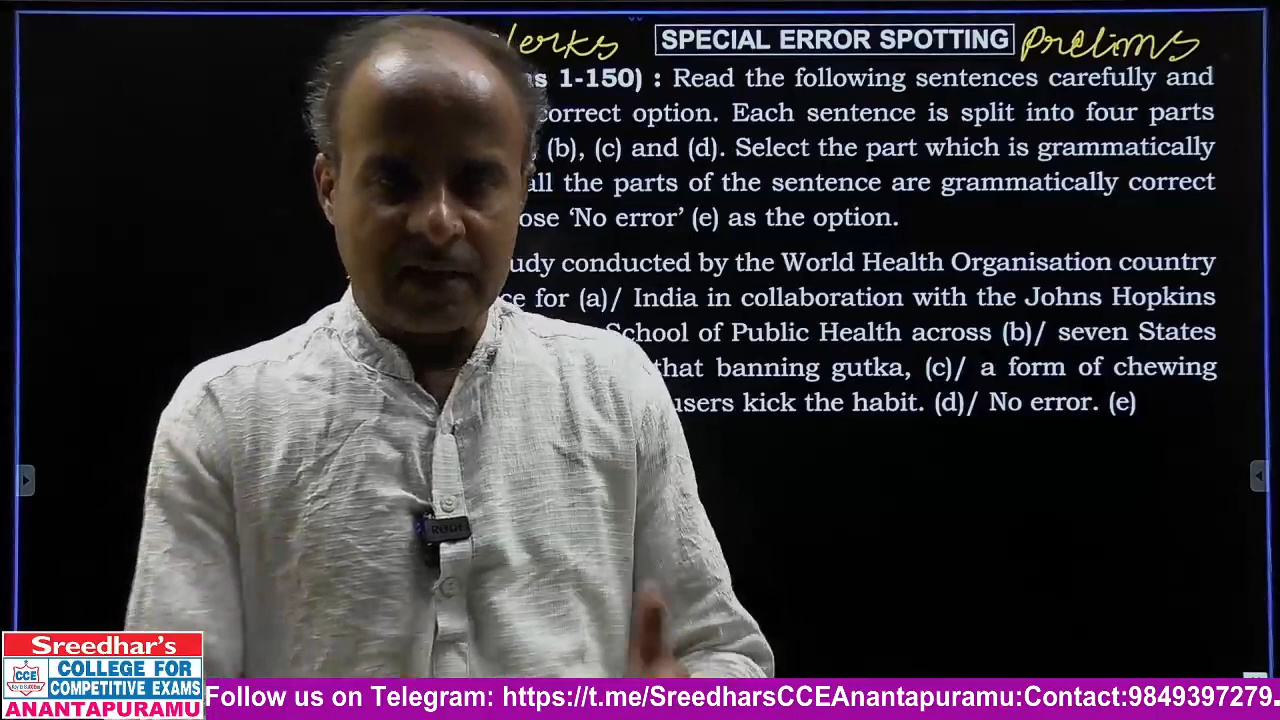 lerks SPECIAL ERROR SPOTTING Prelims
1-150) : Read the following sentences carefully and
correct option. Each sentence is split into four parts
(b), (c) and (d). Select the part which is grammatically
all the parts of the sentence are grammatically correct
‘No error’ (e) as the option.
conducted by the World Health Organisation country
for (a)/ India in collaboration with the Johns Hopkins
School of Public Health across (b)/ seven States
that banning gutka, (c)/ a form of chewing
users kick the habit. (d)/ No error. (e)
Sreedhar's
CCE
COLLEGE FOR
COMPETITIVE EXAMS
ANANTAPURAMU
Follow us on Telegram: https://t.me/SreedharsCCEAnantapuramu:Contact:9849397279.